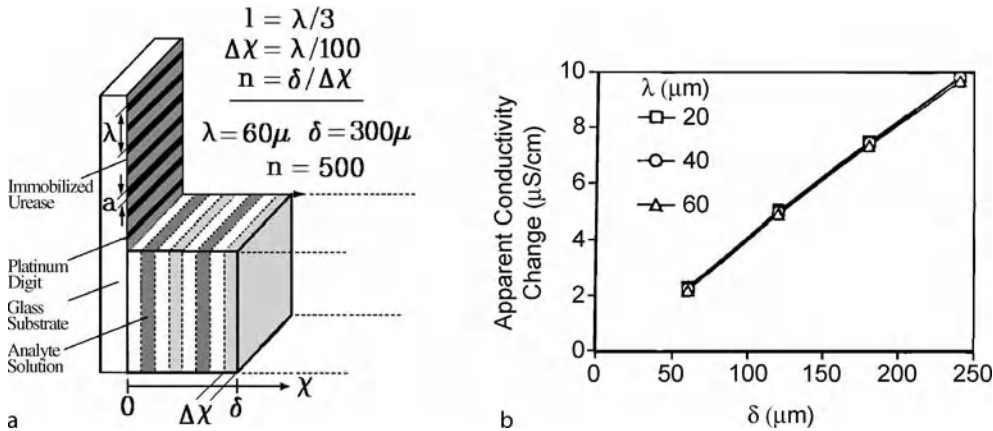 l = λ/3
Δχ = λ/100
n = δ/Δχ
λ = 60μ δ = 300μ
n = 500
λ
Immobilized
Urease
a
Platinum
Digit
Glass
Substrate
Analyte
Solution
0
Δχ
δ
χ
a
Apparent Conductivity
Change (μS/cm)
10
8
6
4
2
0
λ (μm)
20
40
60
0
50
100
150
200
250
δ (μm)
b